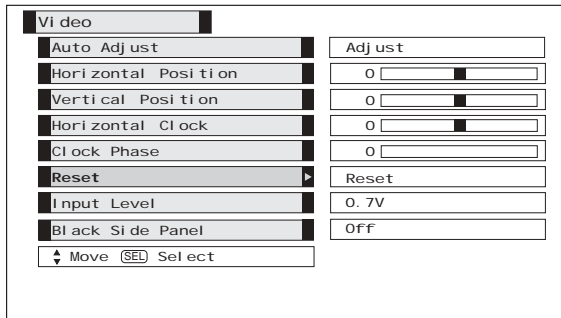 Video
Auto Adjust Adjust
Horizontal Position 0
Vertical Position 0
Horizontal Clock 0
Clock Phase 0
Reset Reset
Input Level 0.7V
Black Side Panel Off
Move SEL Select